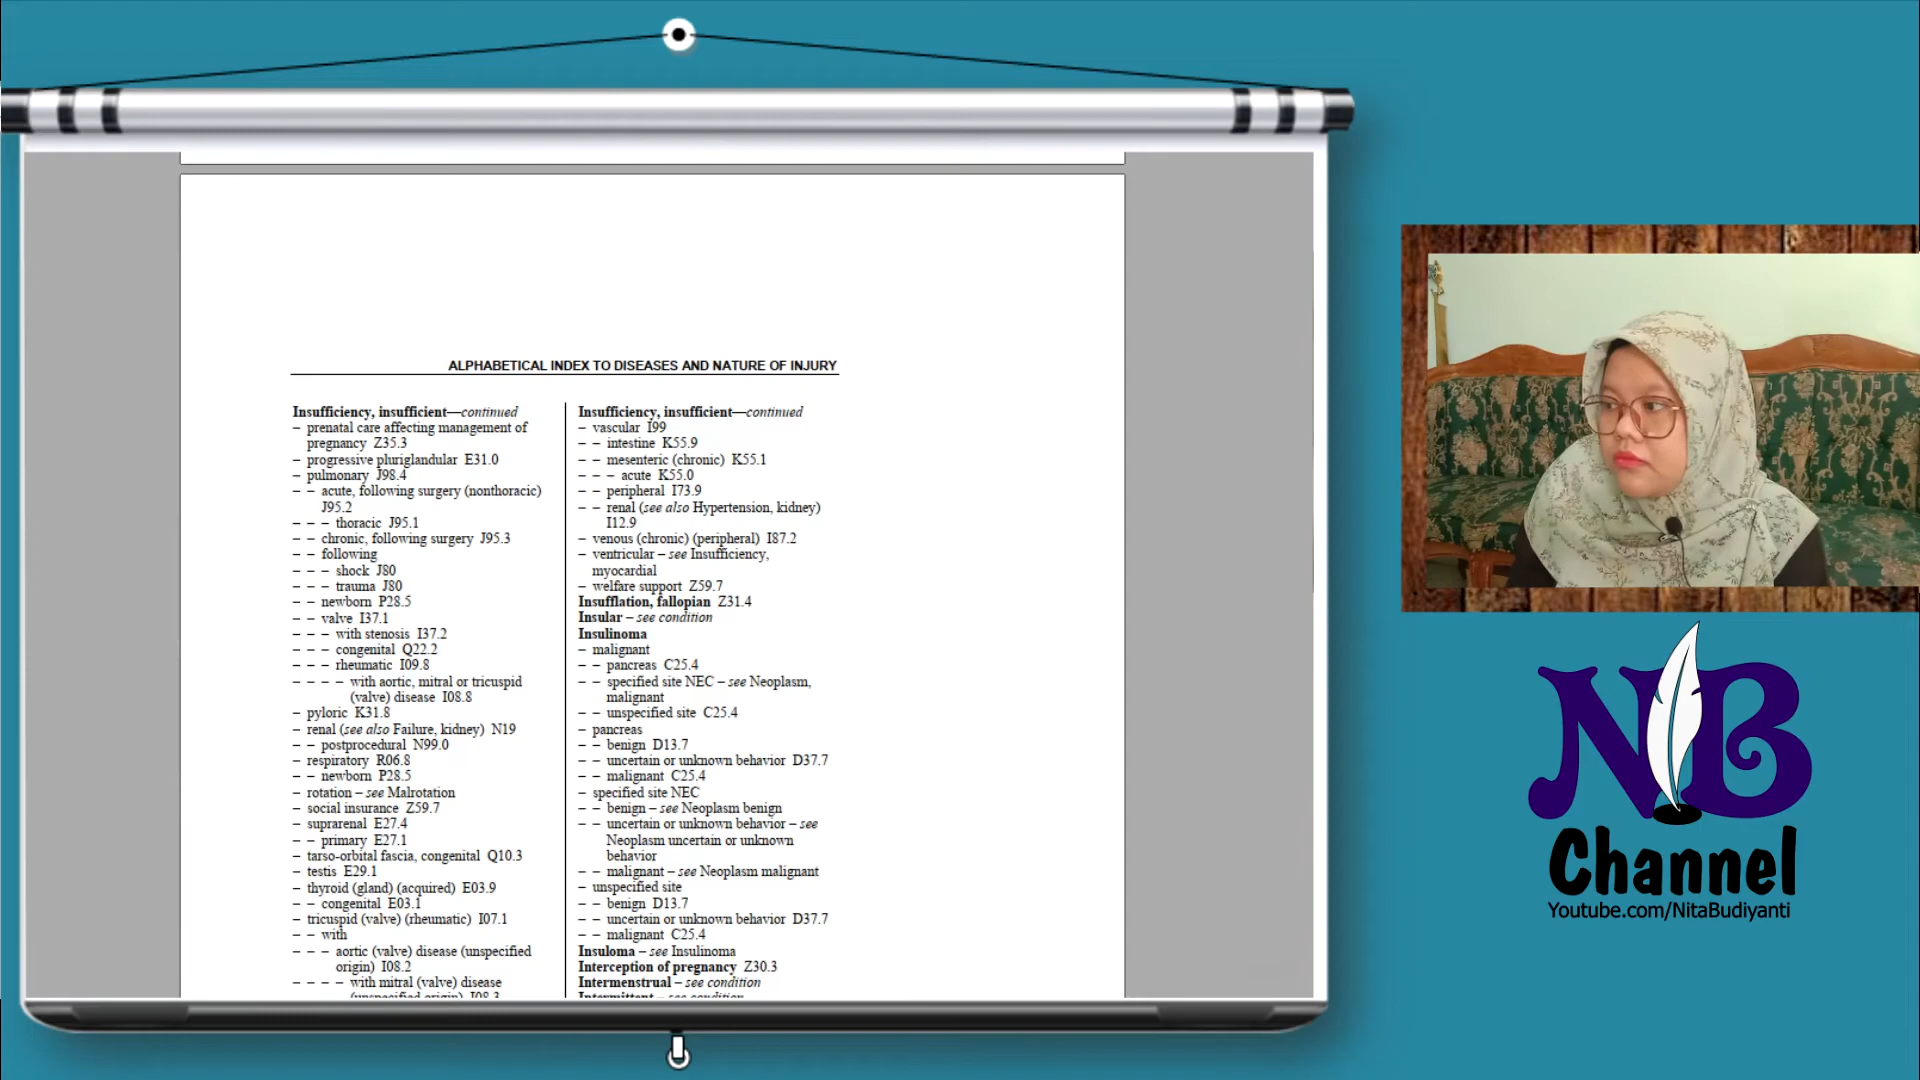 ALPHABETICAL INDEX TO DISEASES AND NATURE OF INJURY
Insufficiency, insufficient—continued
– prenatal care affecting management of
pregnancy Z35.3
– progressive pluriglandular E31.0
– pulmonary J98.4
– – acute, following surgery (nonthoracic)
J95.2
– – – thoracic J95.1
– – chronic, following surgery J95.3
– – following
– – – shock J80
– – – trauma J80
– – newborn P28.5
– – valve I37.1
– – – with stenosis I37.2
– – – congenital Q22.2
– – – rheumatic I09.8
– – – – with aortic, mitral or tricuspid
(valve) disease I08.8
– pyloric K31.8
– renal (see also Failure, kidney) N19
– – postprocedural N99.0
– respiratory R06.8
– – newborn P28.5
– rotation – see Malrotation
– social insurance Z59.7
– suprarenal E27.4
– – primary E27.1
– tarso-orbital fascia, congenital Q10.3
– testis E29.1
– thyroid (gland) (acquired) E03.9
– – congenital E03.1
– tricuspid (valve) (rheumatic) I07.1
– – with
– – – aortic (valve) disease (unspecified
origin) I08.2
– – – – with mitral (valve) disease
(unspecified origin) I08.3
Insufficiency, insufficient—continued
– vascular I99
– – intestine K55.9
– – mesenteric (chronic) K55.1
– – – acute K55.0
– – peripheral I73.9
– – renal (see also Hypertension, kidney)
I12.9
– venous (chronic) (peripheral) I87.2
– ventricular – see Insufficiency,
myocardial
– welfare support Z59.7
Insufflation, fallopian Z31.4
Insular – see condition
Insulinoma
– malignant
– – pancreas C25.4
– – specified site NEC – see Neoplasm,
malignant
– – unspecified site C25.4
– pancreas
– – benign D13.7
– – uncertain or unknown behavior D37.7
– – malignant C25.4
– specified site NEC
– – benign – see Neoplasm benign
– – uncertain or unknown behavior – see
Neoplasm uncertain or unknown
behavior
– – malignant – see Neoplasm malignant
– unspecified site
– – benign D13.7
– – uncertain or unknown behavior D37.7
– – malignant C25.4
Insuloma – see Insulinoma
Interception of pregnancy Z30.3
Intermenstrual – see condition
Intermittent – see condition
NB
Channel
Youtube.com/NitaBudiyanti